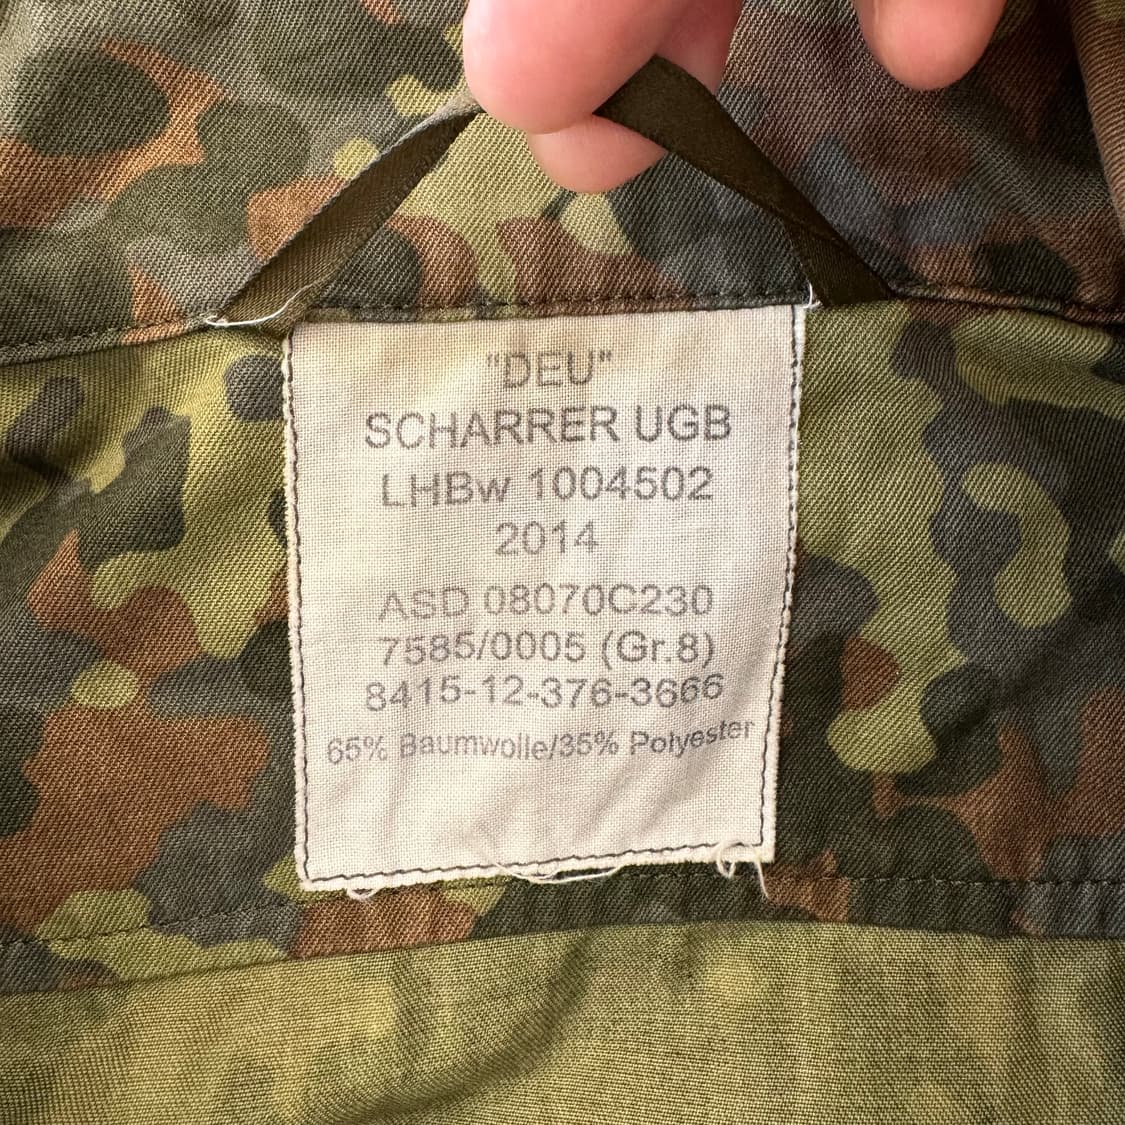 "DEU"
SCHARRER UGB
LHBw 1004502
2014
ASD 08070C230
7585/0005 (Gr.8)
8415-12-376-3666
65% Baumwolle/35% Polyester